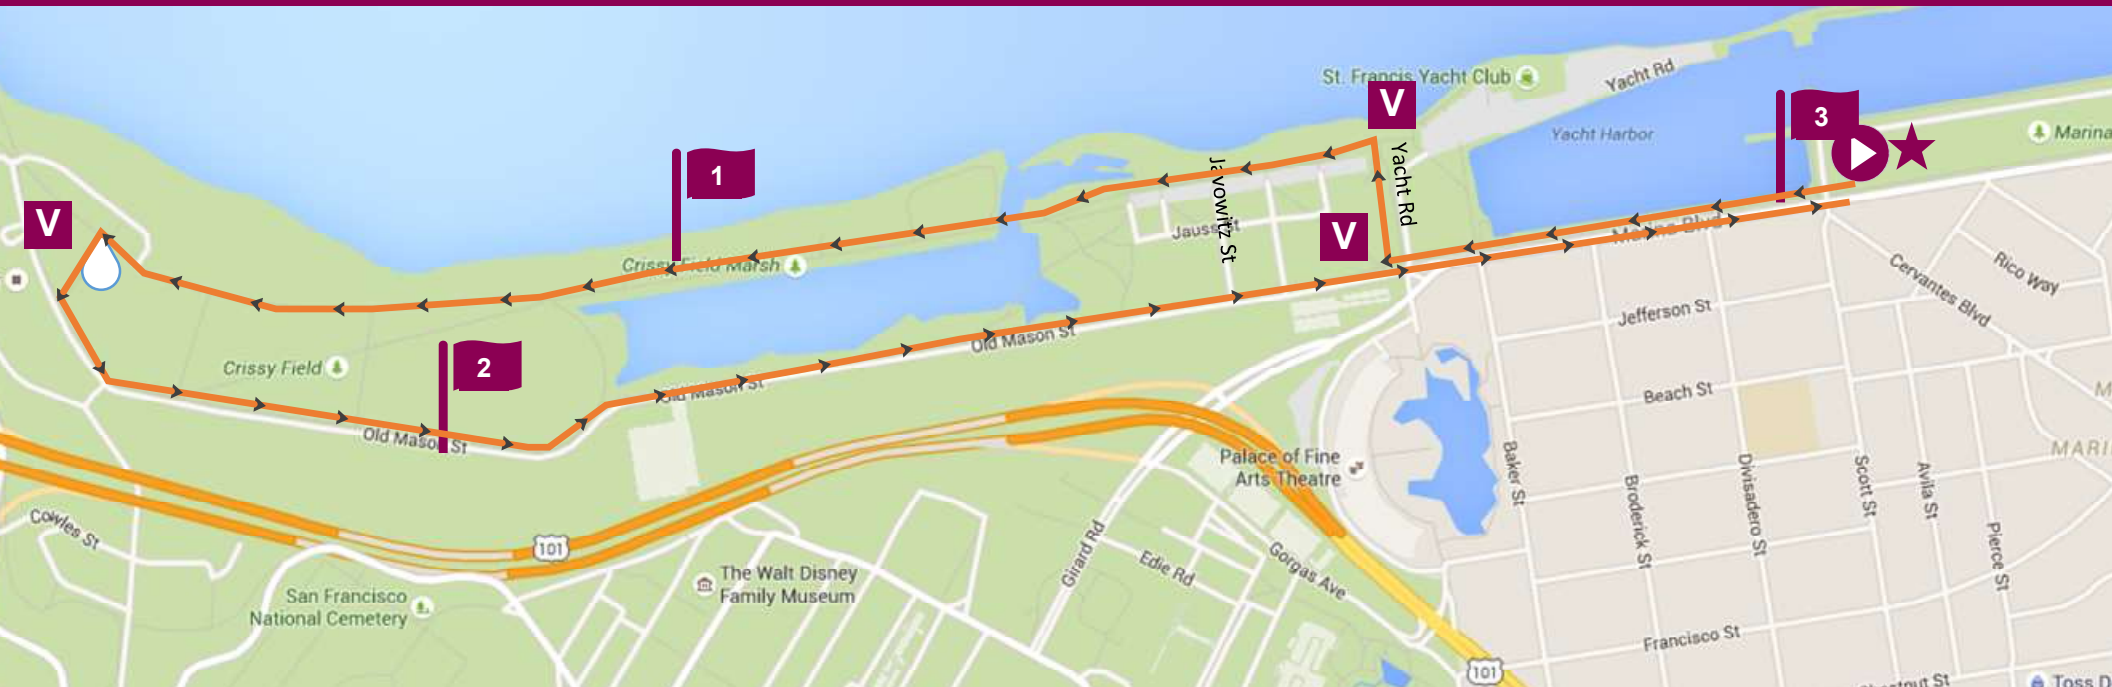 St. Francis Yacht Club
Yacht Rd
V
Yacht Harbor
3
Marina
1
Yacht Rd
Javowitz St
Jauss St
V
V
Marina Blvd
Crissy Field Marsh
Cervantes Blvd
Rico Way
Jefferson St
Old Mason St
Crissy Field
2
Old Mason St
Beach St
Old Mason St
MARI
Palace of Fine
Arts Theatre
Baker St
Broderick St
Divisadero St
Scott St
Avila St
Pierce St
Cowles St
101
Girard Rd
Edie Rd
Gorgas Ave
The Walt Disney
Family Museum
San Francisco
National Cemetery
Francisco St
101
Toss D